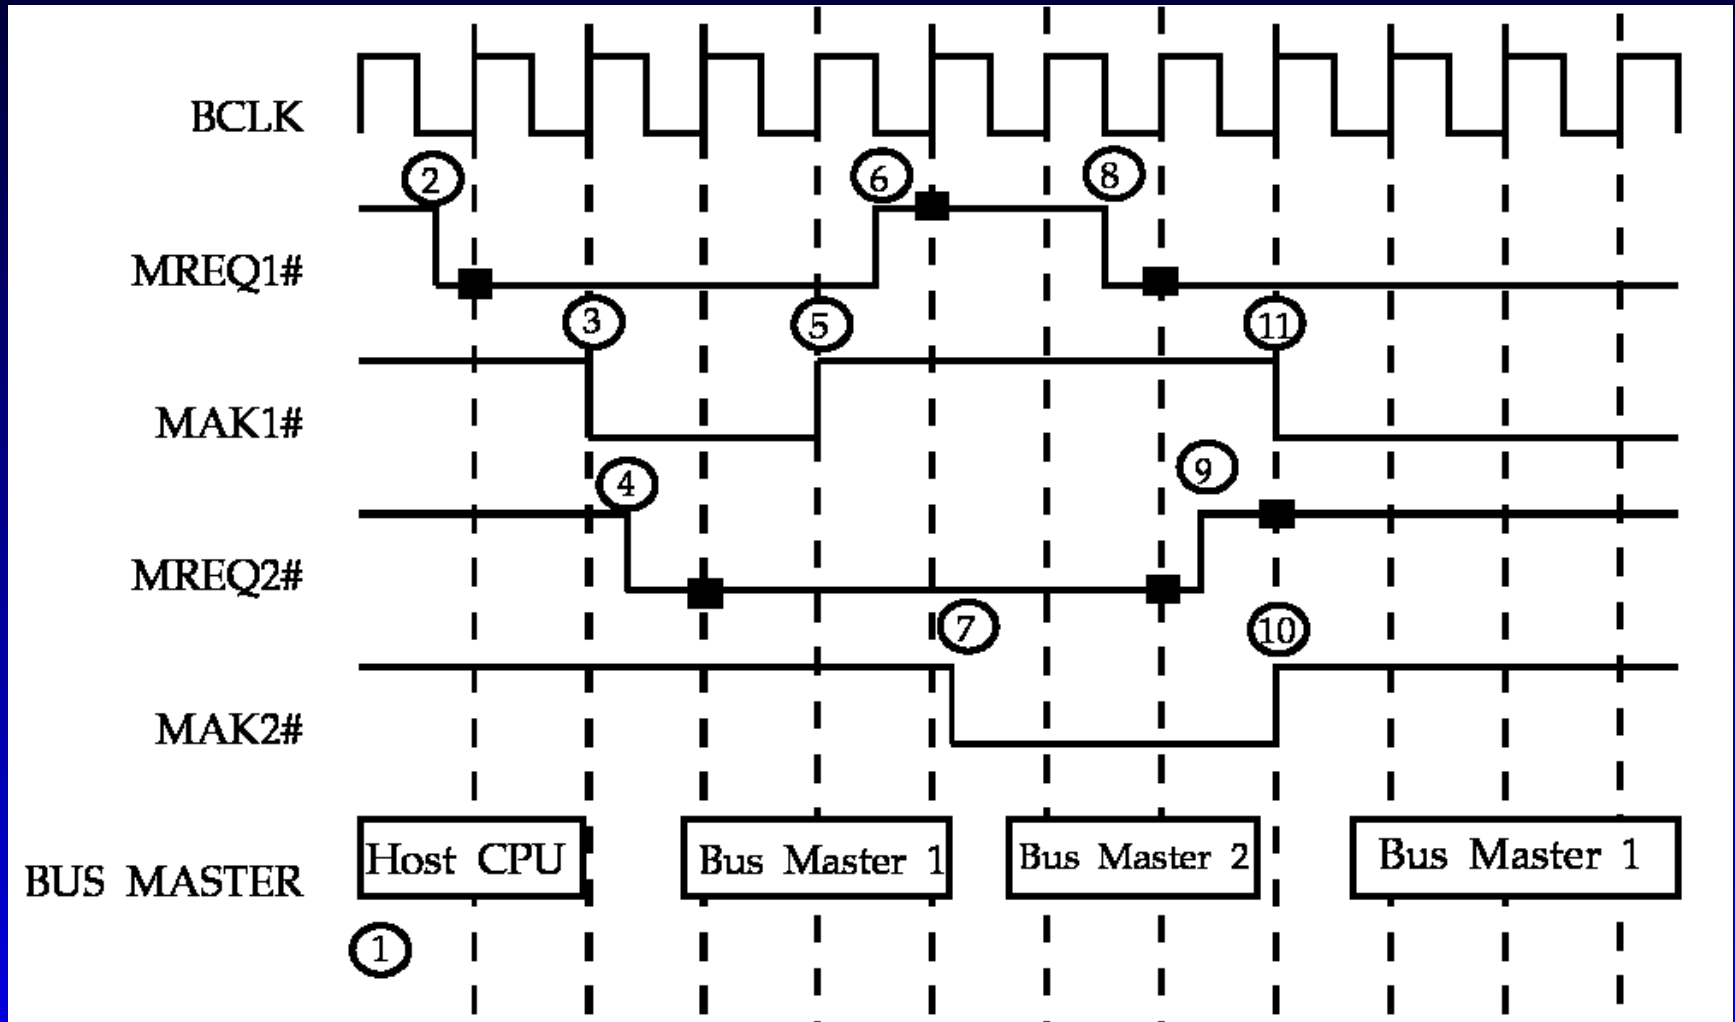 BCLK
2
6
8
MREQ1#
3
5
11
MAK1#
4
9
MREQ2#
7
10
MAK2#
BUS MASTER
Host CPU
Bus Master 1
Bus Master 2
Bus Master 1
1